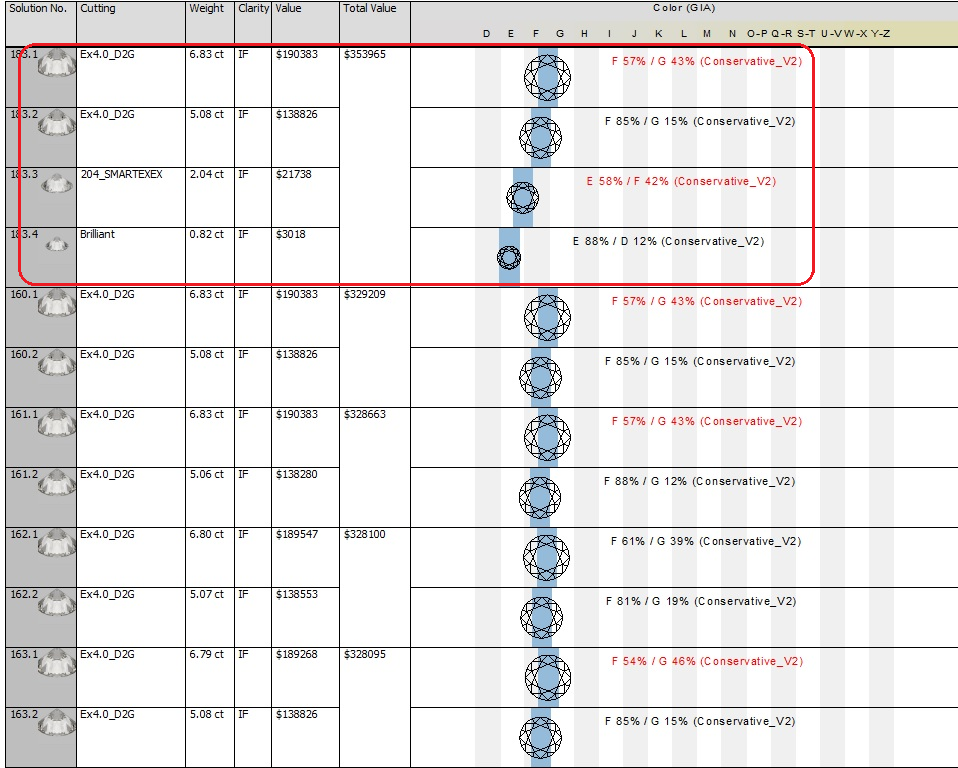 Solution No. Cutting Weight Clarity Value Total Value Color (GIA)
D E F G H I J K L M N O-P Q-R S-T U-V W-X Y-Z
183.1 Ex4.0_D2G 6.83 ct IF $190383 $353965 F 57% / G 43% (Conservative_V2)
183.2 Ex4.0_D2G 5.08 ct IF $138826 F 85% / G 15% (Conservative_V2)
183.3 204_SMARTEXEX 2.04 ct IF $21738 E 58% / F 42% (Conservative_V2)
183.4 Brilliant 0.82 ct IF $3018 E 88% / D 12% (Conservative_V2)
160.1 Ex4.0_D2G 6.83 ct IF $190383 $329209 F 57% / G 43% (Conservative_V2)
160.2 Ex4.0_D2G 5.08 ct IF $138826 F 85% / G 15% (Conservative_V2)
161.1 Ex4.0_D2G 6.83 ct IF $190383 $328663 F 57% / G 43% (Conservative_V2)
161.2 Ex4.0_D2G 5.06 ct IF $138280 F 88% / G 12% (Conservative_V2)
162.1 Ex4.0_D2G 6.80 ct IF $189547 $328100 F 61% / G 39% (Conservative_V2)
162.2 Ex4.0_D2G 5.07 ct IF $138553 F 81% / G 19% (Conservative_V2)
163.1 Ex4.0_D2G 6.79 ct IF $189268 $328095 F 54% / G 46% (Conservative_V2)
163.2 Ex4.0_D2G 5.08 ct IF $138826 F 85% / G 15% (Conservative_V2)